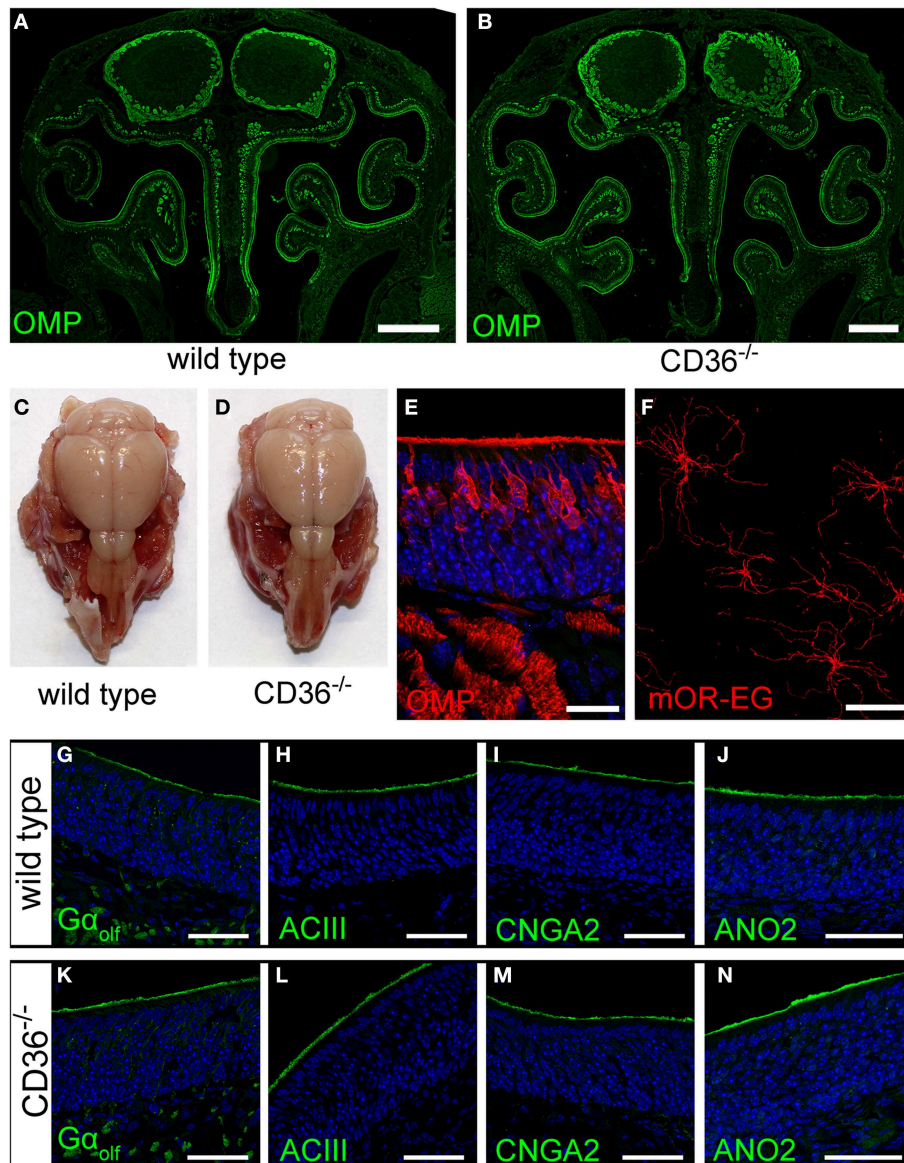 A
B
OMP
OMP
wild type
CD36-/-
C
D
E
F
wild type
CD36-/-
OMP
mOR-EG
wild type
G
H
I
J
Gαolf
ACIII
CNGA2
ANO2
CD36-/-
K
L
M
N
Gαolf
ACIII
CNGA2
ANO2